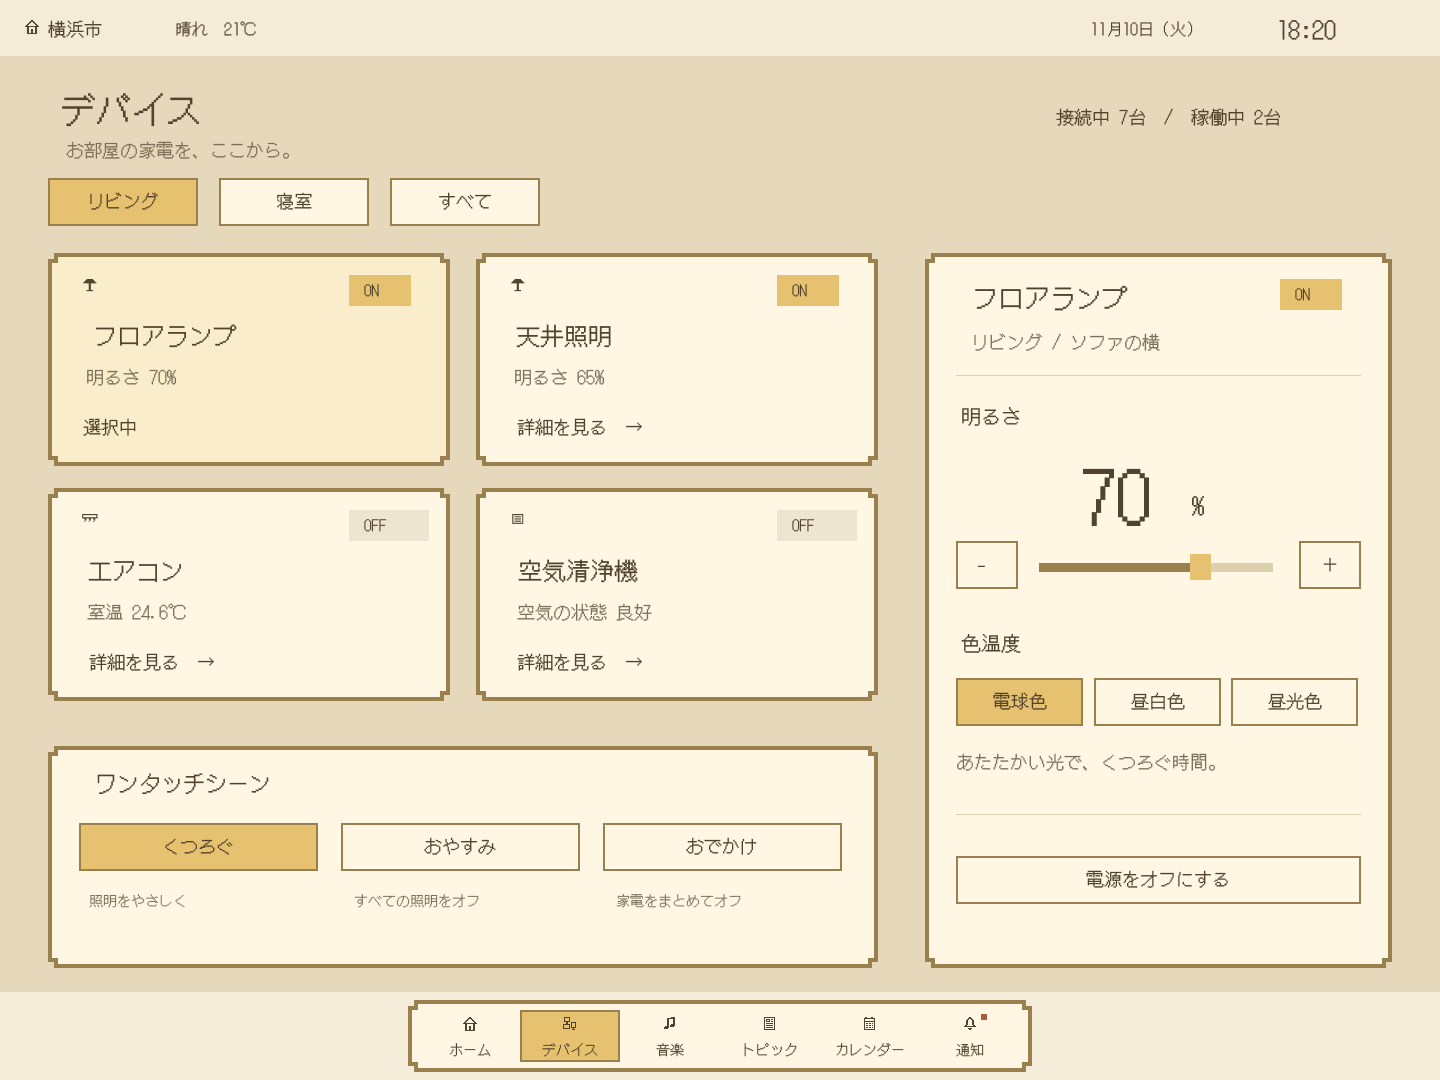 横浜市 晴れ 21℃ 11月10日（火） 18:20
デバイス
接続中 7台 / 稼働中 2台
お部屋の家電を、ここから。
リビング 寝室 すべて
ON
フロアランプ
明るさ 70%
選択中
ON
天井照明
明るさ 65%
詳細を見る →
OFF
エアコン
室温 24.6℃
詳細を見る →
OFF
空気清浄機
空気の状態 良好
詳細を見る →
ワンタッチシーン
くつろぐ おやすみ おでかけ
照明をやさしく すべての照明をオフ 家電をまとめてオフ
フロアランプ ON
リビング / ソファの横
明るさ
70 %
- +
色温度
電球色 昼白色 昼光色
あたたかい光で、くつろぐ時間。
電源をオフにする
ホーム デバイス 音楽 トピック カレンダー 通知